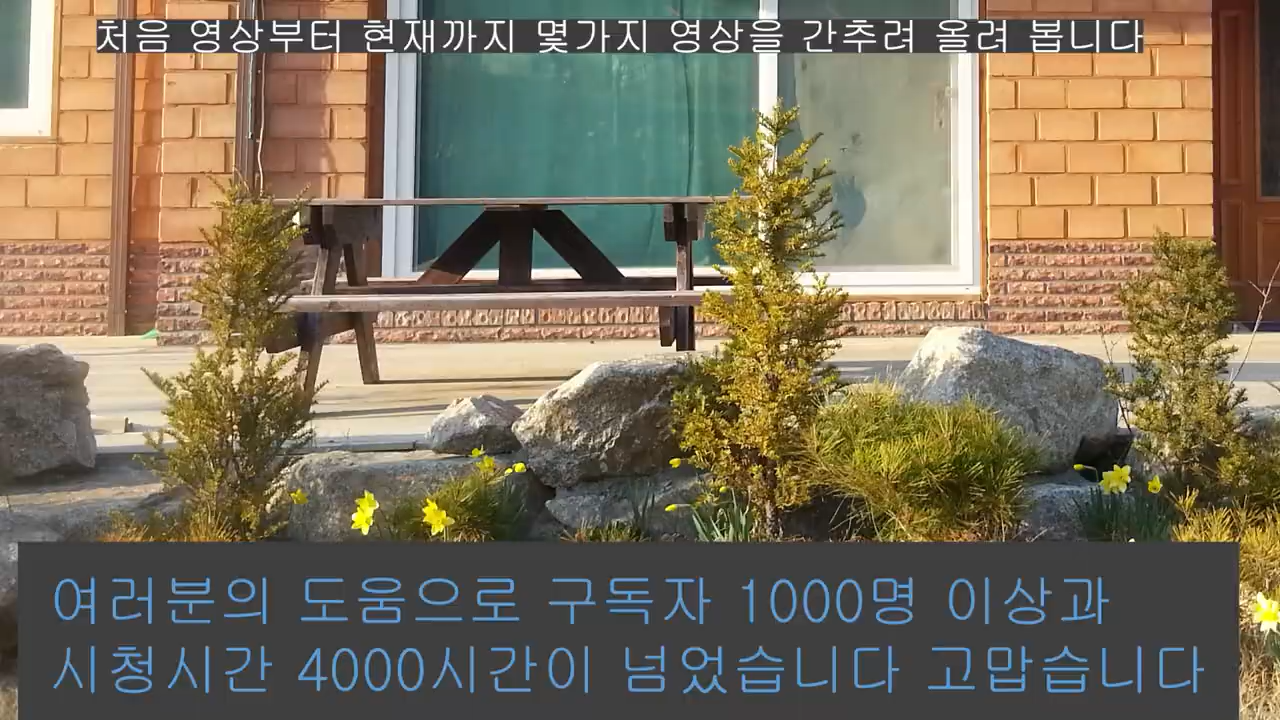 처음 영상부터 현재까지 몇가지 영상을 간추려 올려 봅니다
여러분의 도움으로 구독자 1000명 이상과
시청시간 4000시간이 넘었습니다 고맙습니다